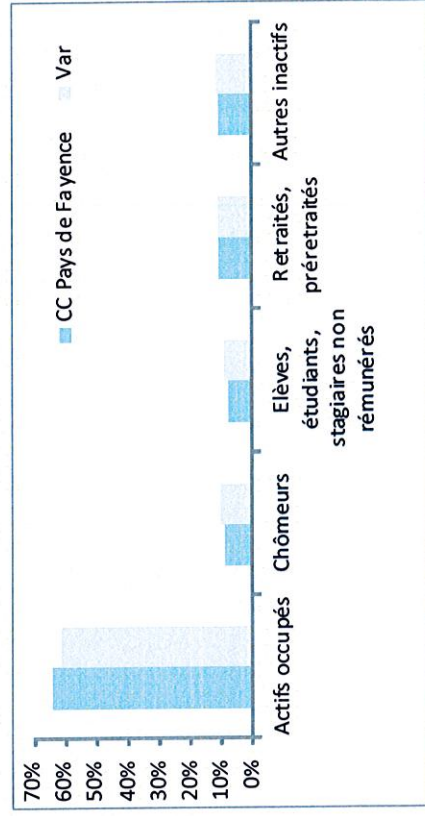 CC Pays de Fayence
Var
70%
60%
50%
40%
30%
20%
10%
0%
Actifs occupés
Chômeurs
Elèves,
étudiants,
stagiaires non
rémunérés
Retraités,
préretraités
Autres inactifs